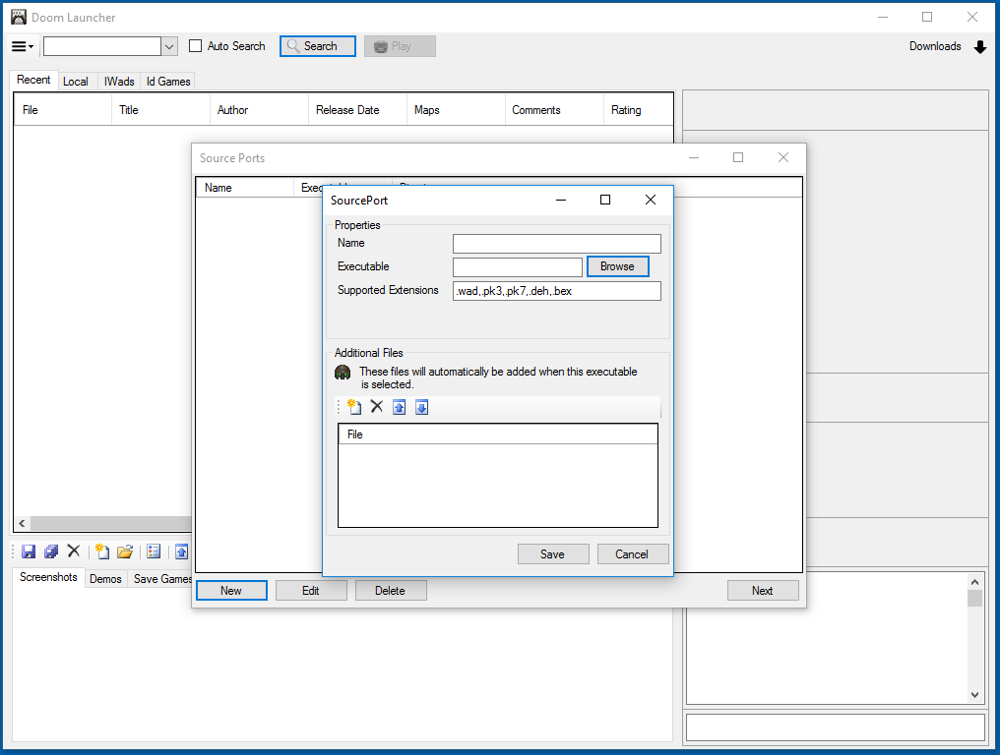 Doom Launcher
Auto Search
Search
Play
Downloads
Recent
Local
IWads
Id Games
File
Title
Author
Release Date
Maps
Comments
Rating
Source Ports
Name
SourcePort
Properties
Name
Executable
Browse
Supported Extensions
.wad,.pk3,.pk7,.deh,.bex
Additional Files
These files will automatically be added when this executable
is selected.
File
Save
Cancel
New
Edit
Delete
Next
Screenshots
Demos
Save Games